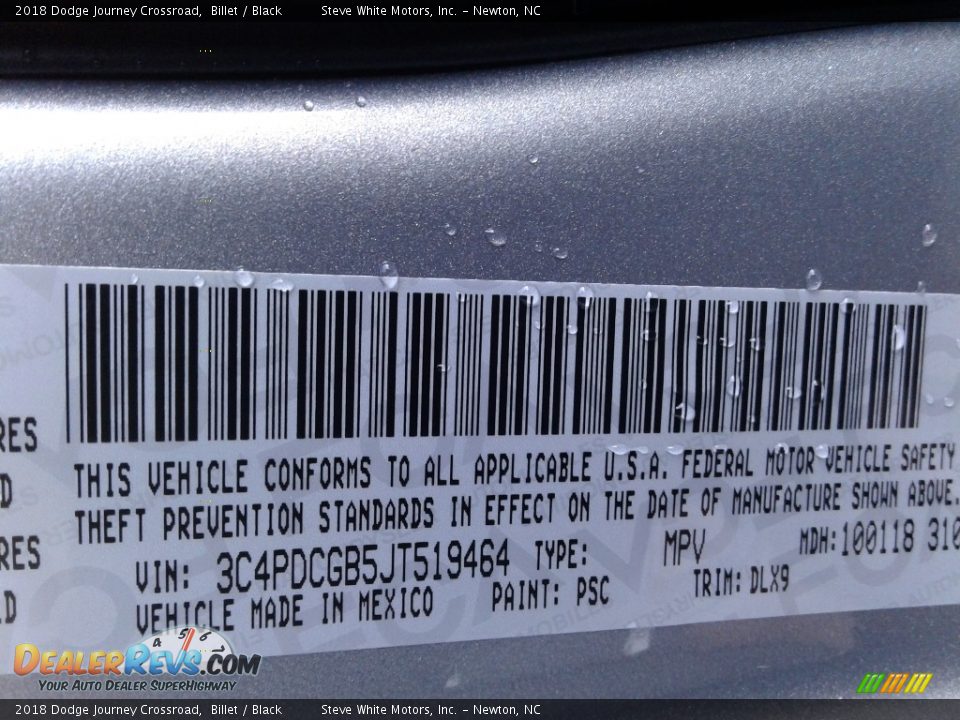 2018 Dodge Journey Crossroad, Billet / Black Steve White Motors, Inc. – Newton, NC
RES
D
RES
D
THIS VEHICLE CONFORMS TO ALL APPLICABLE U.S.A. FEDERAL MOTOR VEHICLE SAFETY
THEFT PREVENTION STANDARDS IN EFFECT ON THE DATE OF MANUFACTURE SHOWN ABOVE.
VIN: 3C4PDCGB5JT519464 TYPE: MPV MDH:100118 310
VEHICLE MADE IN MEXICO PAINT: PSC TRIM: DLX9
4 5 6
DEALERREVS.COM
YOUR AUTO DEALER SUPERHIGHWAY
2018 Dodge Journey Crossroad, Billet / Black Steve White Motors, Inc. – Newton, NC